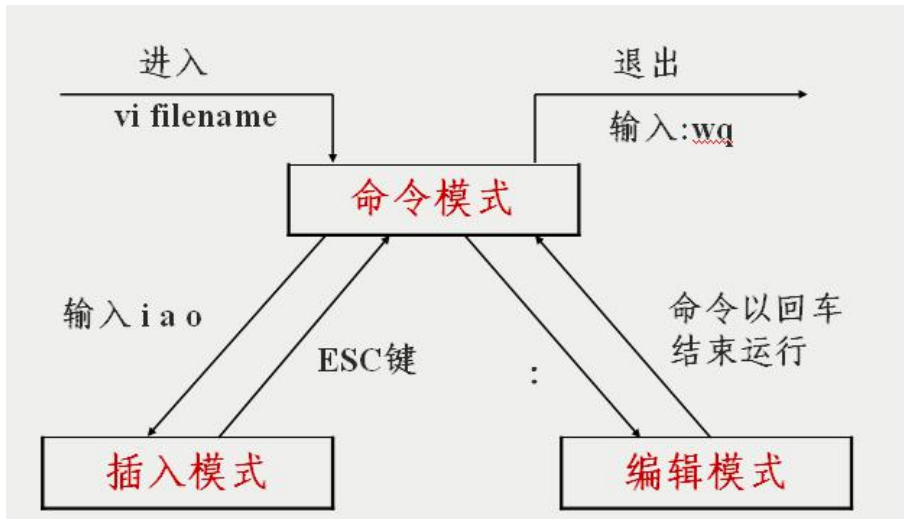 进入
vi filename
退出
输入:wq
命令模式
输入 i a o
ESC键
:
命令以回车
结束运行
插入模式
编辑模式